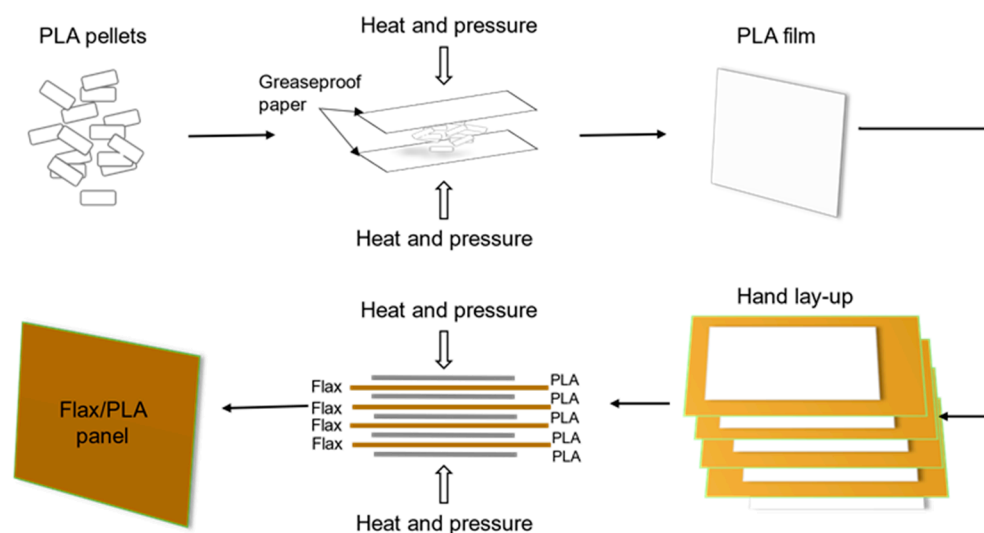 PLA pellets
Heat and pressure
PLA film
Greaseproof
paper
Heat and pressure
Hand lay-up
Heat and pressure
Flax
PLA
Flax
PLA
Flax
PLA
Flax
PLA
PLA
Heat and pressure
Flax/PLA
panel